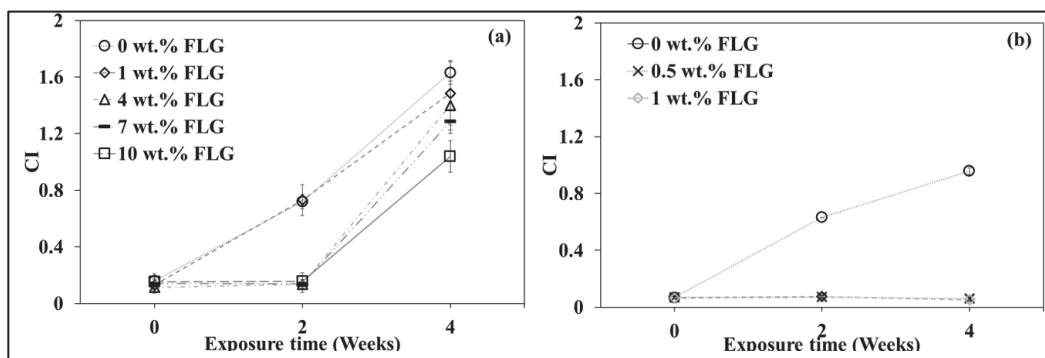 2
(a)
0 wt.% FLG
1 wt.% FLG
4 wt.% FLG
7 wt.% FLG
10 wt.% FLG
1.6
1.2
0.8
0.4
0
CI
0
2
4
Exposure time (Weeks)
2
(b)
0 wt.% FLG
0.5 wt.% FLG
1 wt.% FLG
1.6
1.2
0.8
0.4
0
CI
0
2
4
Exposure time (Weeks)